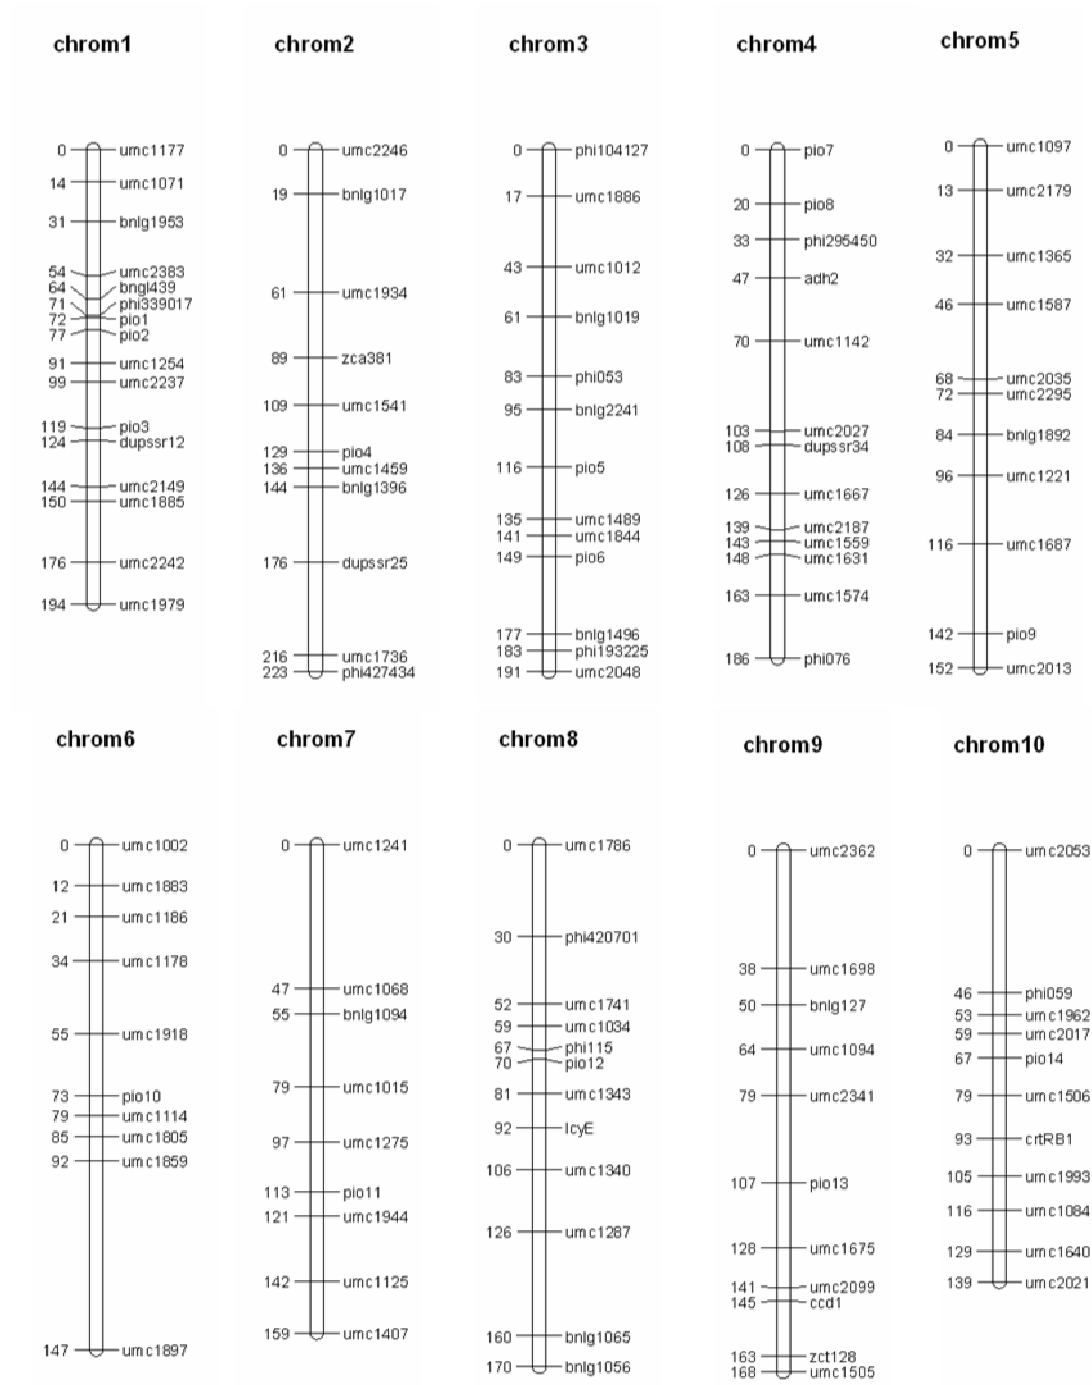 chrom1
0 umc1177
14 umc1071
31 bnlg1953
54 umc2383
64 bngl439
71 phi339017
72 pio1
77 pio2
91 umc1254
99 umc2237
119 pio3
124 dupssr12
144 umc2149
150 umc1885
176 umc2242
194 umc1979
chrom2
0 umc2246
19 bnlg1017
61 umc1934
89 zca381
109 umc1541
129 pio4
136 umc1459
144 bnlg1396
176 dupssr25
216 umc1736
223 phi427434
chrom3
0 phi104127
17 umc1886
43 umc1012
61 bnlg1019
83 phi053
95 bnlg2241
116 pio5
135 umc1489
141 umc1844
149 pio6
177 bnlg1496
183 phi193225
191 umc2048
chrom4
0 pio7
20 pio8
33 phi295450
47 adh2
70 umc1142
103 umc2027
108 dupssr34
126 umc1667
139 umc2187
143 umc1559
148 umc1631
163 umc1574
186 phi076
chrom5
0 umc1097
13 umc2179
32 umc1365
46 umc1587
68 umc2035
72 umc2295
84 bnlg1892
96 umc1221
116 umc1687
142 pio9
152 umc2013
chrom6
0 umc1002
12 umc1883
21 umc1186
34 umc1178
55 umc1918
73 pio10
79 umc1114
85 umc1805
92 umc1859
147 umc1897
chrom7
0 umc1241
47 umc1068
55 bnlg1094
79 umc1015
97 umc1275
113 pio11
121 umc1944
142 umc1125
159 umc1407
chrom8
0 umc1786
30 phi420701
52 umc1741
59 umc1034
67 phi115
70 pio12
81 umc1343
92 lcyE
106 umc1340
126 umc1287
160 bnlg1065
170 bnlg1056
chrom9
0 umc2362
38 umc1698
50 bnlg127
64 umc1094
79 umc2341
107 pio13
128 umc1675
141 umc2099
145 ccd1
163 zct128
168 umc1505
chrom10
0 umc2053
46 phi059
53 umc1962
59 umc2017
67 pio14
79 umc1506
93 crtRB1
105 umc1993
116 umc1084
129 umc1640
139 umc2021